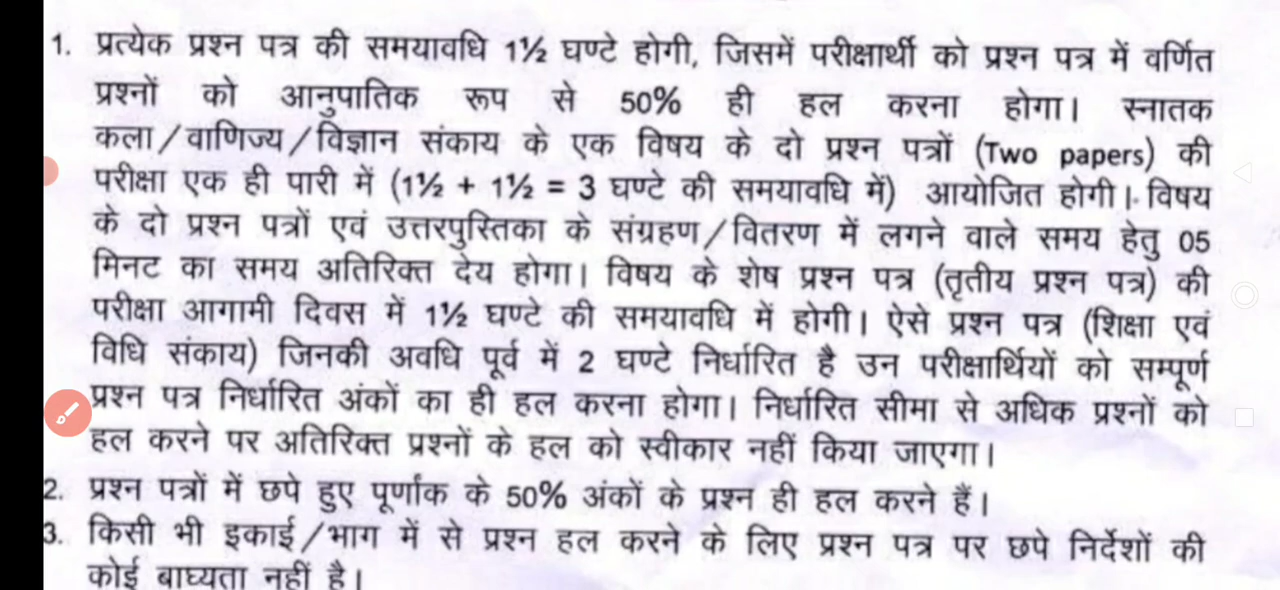 1. प्रत्येक प्रश्न पत्र की समयावधि 1½ घण्टे होगी, जिसमें परीक्षार्थी को प्रश्न पत्र में वर्णित
प्रश्नों को आनुपातिक रूप से 50% ही हल करना होगा। स्नातक
कला/वाणिज्य/विज्ञान संकाय के एक विषय के दो प्रश्न पत्रों (Two papers) की
परीक्षा एक ही पारी में (1½ + 1½ = 3 घण्टे की समयावधि में) आयोजित होगी। विषय
के दो प्रश्न पत्रों एवं उत्तरपुस्तिका के संग्रहण/वितरण में लगने वाले समय हेतु 05
मिनट का समय अतिरिक्त देय होगा। विषय के शेष प्रश्न पत्र (तृतीय प्रश्न पत्र) की
परीक्षा आगामी दिवस में 1½ घण्टे की समयावधि में होगी। ऐसे प्रश्न पत्र (शिक्षा एवं
विधि संकाय) जिनकी अवधि पूर्व में 2 घण्टे निर्धारित है उन परीक्षार्थियों को सम्पूर्ण
प्रश्न पत्र निर्धारित अंकों का ही हल करना होगा। निर्धारित सीमा से अधिक प्रश्नों को
हल करने पर अतिरिक्त प्रश्नों के हल को स्वीकार नहीं किया जाएगा।
2. प्रश्न पत्रों में छपे हुए पूर्णांक के 50% अंकों के प्रश्न ही हल करने हैं।
3. किसी भी इकाई/भाग में से प्रश्न हल करने के लिए प्रश्न पत्र पर छपे निर्देशों की
कोई बाध्यता नहीं है।